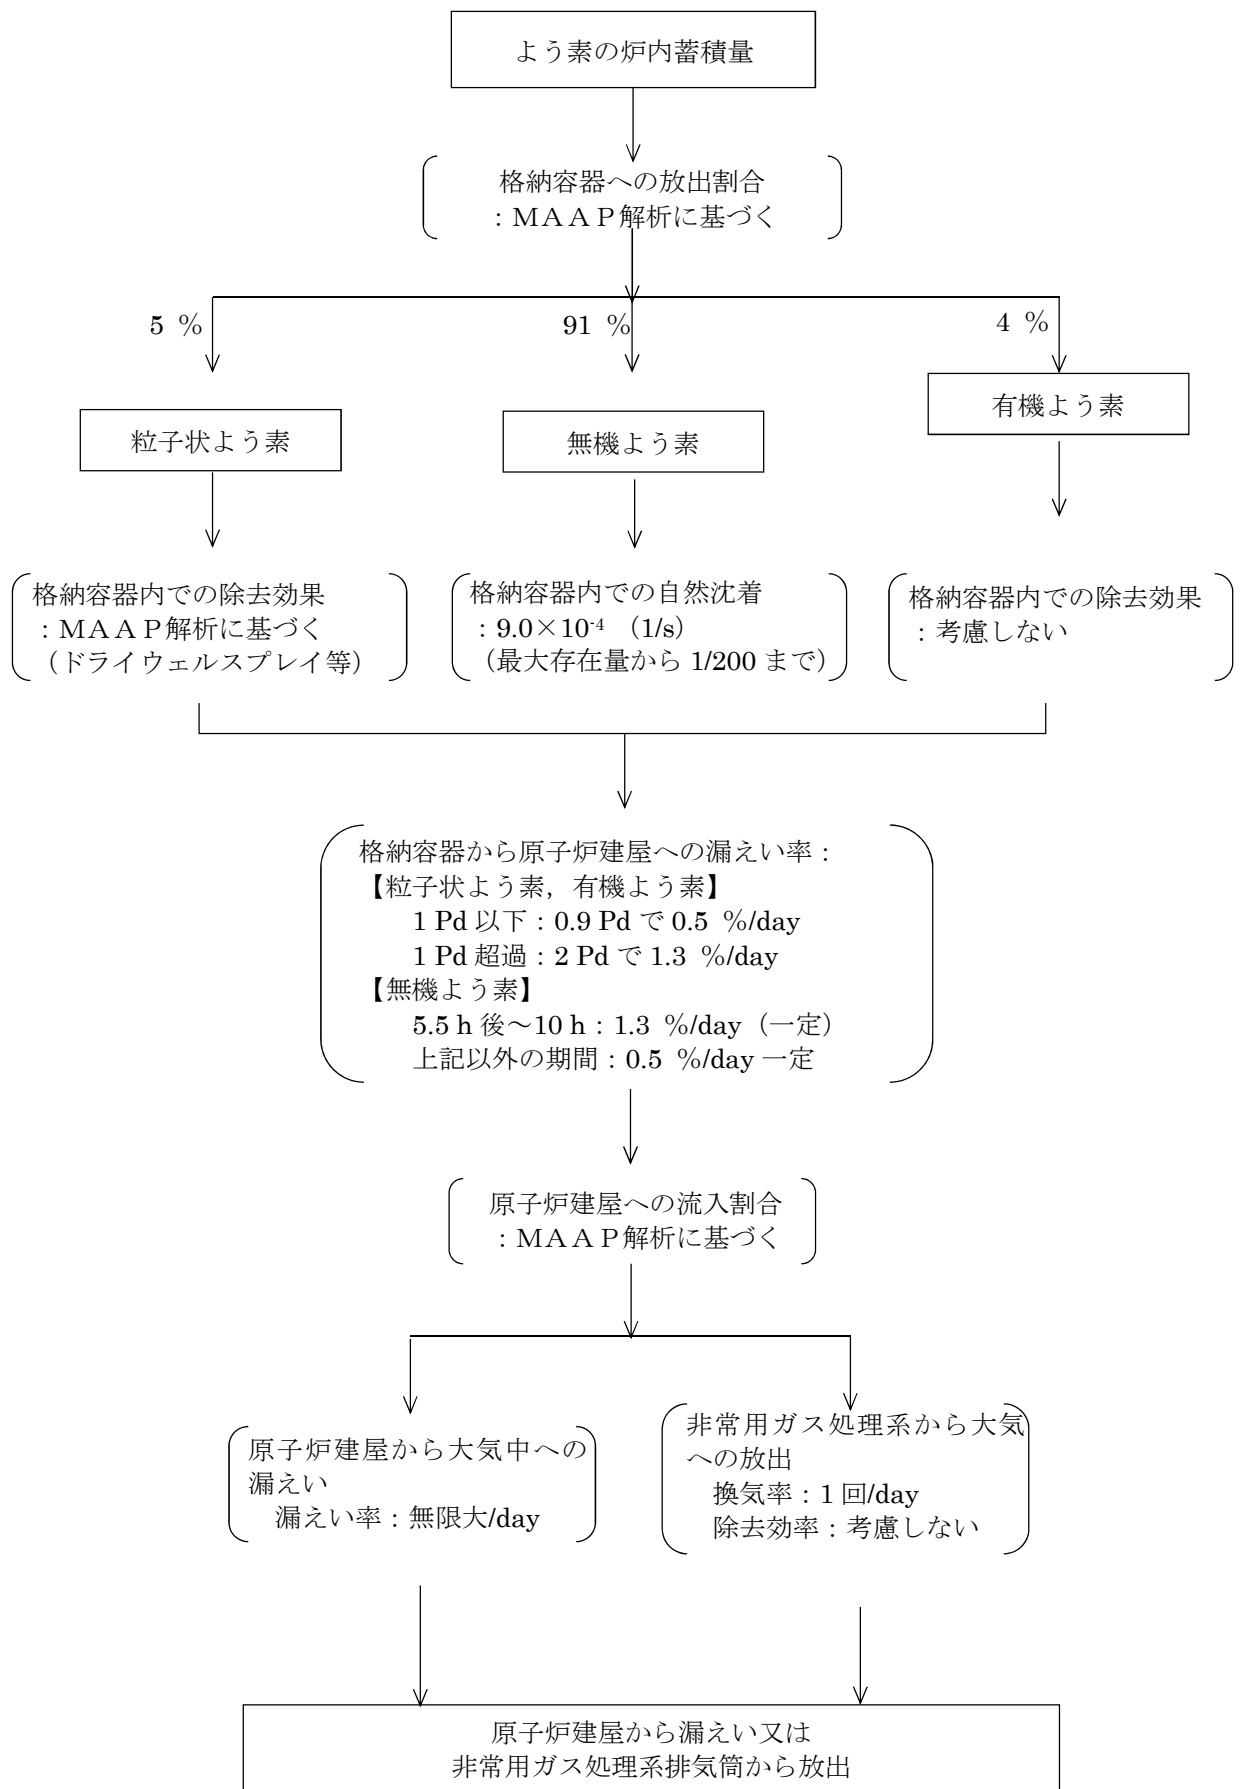 よう素の炉内蓄積量
格納容器への放出割合
：ＭＡＡＰ解析に基づく
5 %
91 %
4 %
粒子状よう素
無機よう素
有機よう素
格納容器内での除去効果
：ＭＡＡＰ解析に基づく
（ドライウェルスプレイ等）
格納容器内での自然沈着
：9.0×10⁻⁴ （1/s）
（最大存在量から 1/200 まで）
格納容器内での除去効果
：考慮しない
格納容器から原子炉建屋への漏えい率：
【粒子状よう素，有機よう素】
1 Pd 以下：0.9 Pd で 0.5 %/day
1 Pd 超過：2 Pd で 1.3 %/day
【無機よう素】
5.5 h 後～10 h：1.3 %/day（一定）
上記以外の期間：0.5 %/day 一定
原子炉建屋への流入割合
：ＭＡＡＰ解析に基づく
原子炉建屋から大気中への
漏えい
漏えい率：無限大/day
非常用ガス処理系から大気
への放出
換気率：1 回/day
除去効率：考慮しない
原子炉建屋から漏えい又は
非常用ガス処理系排気筒から放出